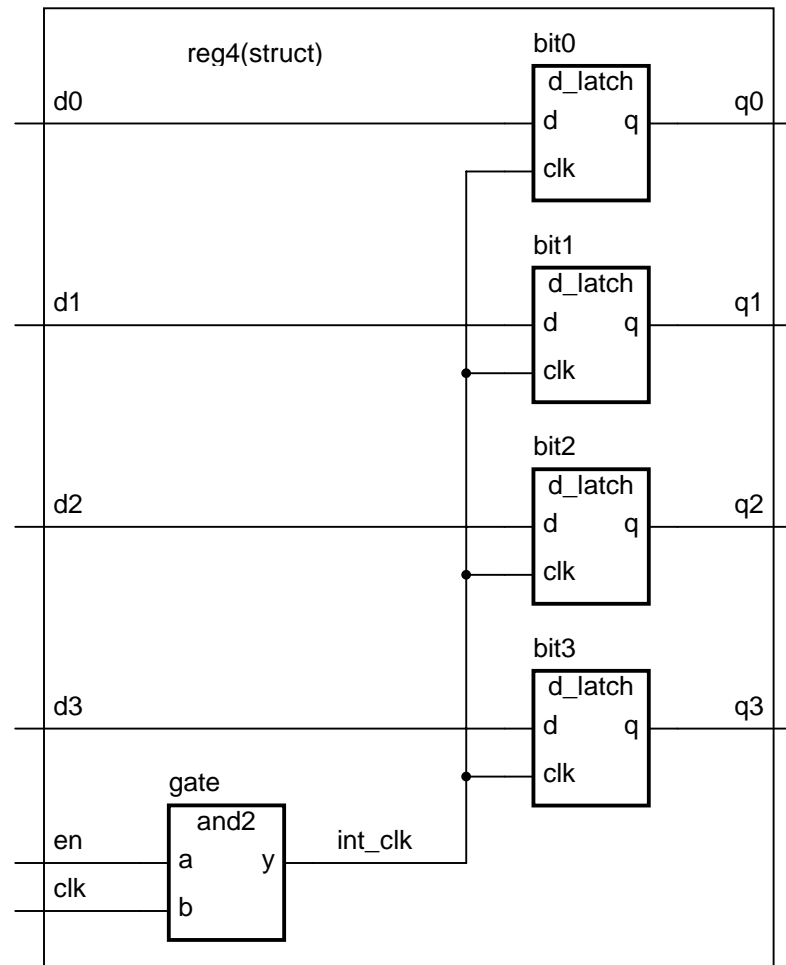 reg4(struct)
bit0
d_latch
d0
d
q
q0
clk
bit1
d_latch
d1
d
q
q1
clk
bit2
d_latch
d2
d
q
q2
clk
bit3
d_latch
d3
d
q
q3
clk
gate
and2
en
a
y
int_clk
clk
b